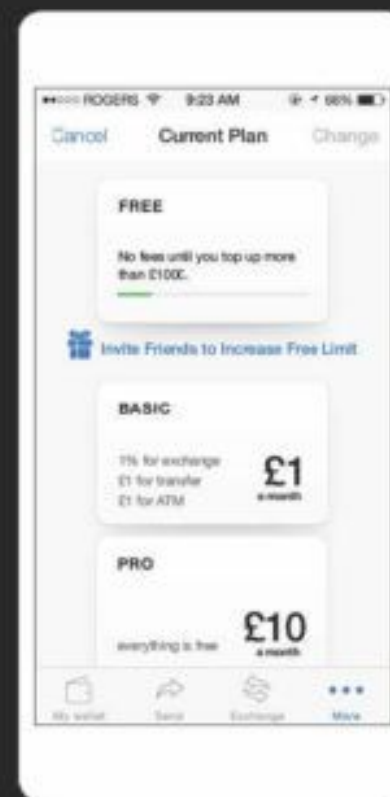 ROGERS 9:23 AM 66%
Cancel Current Plan Change
FREE
No fees until you top up more
than
Invite Friends to Increase Free Limit
BASIC
1% for exchange
£1 for transfer
£1 for ATM
£1
a month
PRO
everything is free
£10
a month
My wallet Send Exchange More